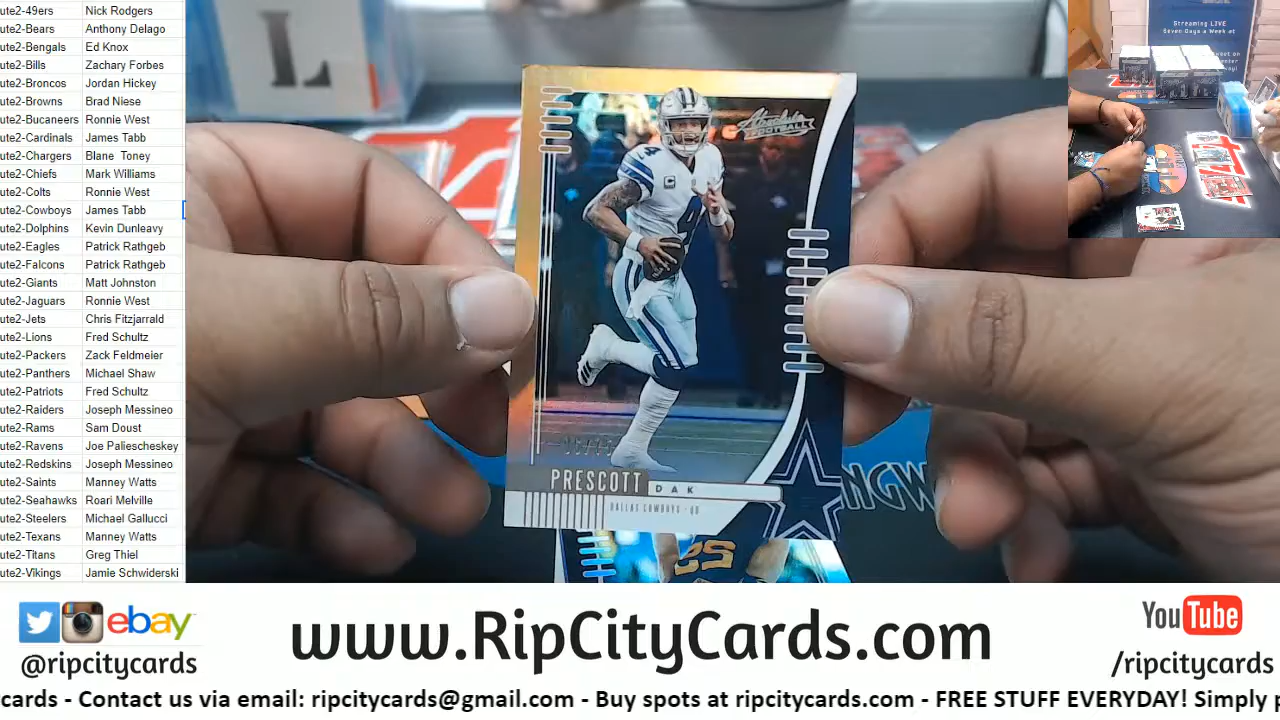 ute2-49ers Nick Rodgers
ute2-Bears Anthony Delago
ute2-Bengals Ed Knox
ute2-Bills Zachary Forbes
ute2-Broncos Jordan Hickey
ute2-Browns Brad Niese
ute2-Bucaneers Ronnie West
ute2-Cardinals James Tabb
ute2-Chargers Blane Toney
ute2-Chiefs Mark Williams
ute2-Colts Ronnie West
ute2-Cowboys James Tabb
ute2-Dolphins Kevin Dunleavy
ute2-Eagles Patrick Rathgeb
ute2-Falcons Patrick Rathgeb
ute2-Giants Matt Johnston
ute2-Jaguars Ronnie West
ute2-Jets Chris Fitzjarrald
ute2-Lions Fred Schultz
ute2-Packers Zack Feldmeier
ute2-Panthers Michael Shaw
ute2-Patriots Fred Schultz
ute2-Raiders Joseph Messineo
ute2-Rams Sam Doust
ute2-Ravens Joe Paliescheskey
ute2-Redskins Joseph Messineo
ute2-Saints Manney Watts
ute2-Seahawks Roari Melville
ute2-Steelers Michael Gallucci
ute2-Texans Manney Watts
ute2-Titans Greg Thiel
ute2-Vikings Jamie Schwiderski
L
Absolute
FOOTBALL
4
PRESCOTT DAK
DALLAS COWBOYS - QB
NGW
25
Streaming LIVE
Seven Days a Week at
ebay
@ripcitycards
www.RipCityCards.com
YouTube
/ripcitycards
cards - Contact us via email: ripcitycards@gmail.com - Buy spots at ripcitycards.com - FREE STUFF EVERYDAY! Simply p